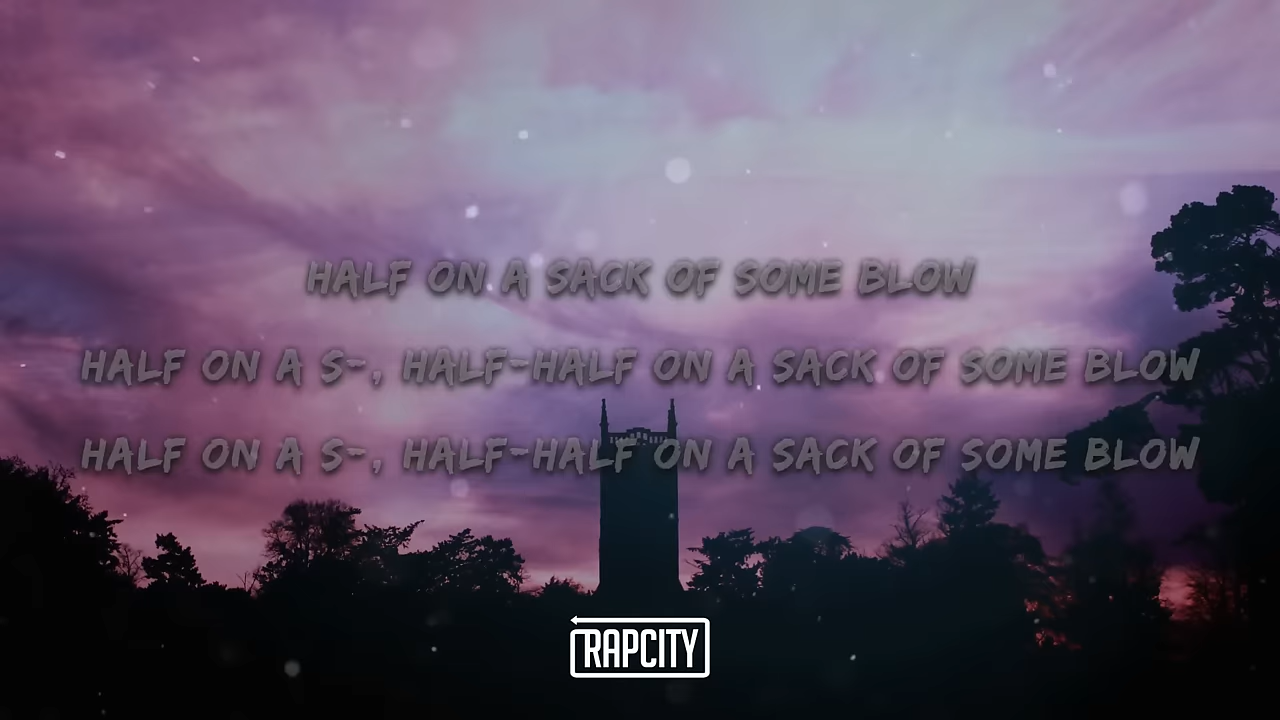 HALF ON A SACK OF SOME BLOW
HALF ON A S-, HALF-HALF ON A SACK OF SOME BLOW
HALF ON A S-, HALF-HALF ON A SACK OF SOME BLOW
RAPCITY